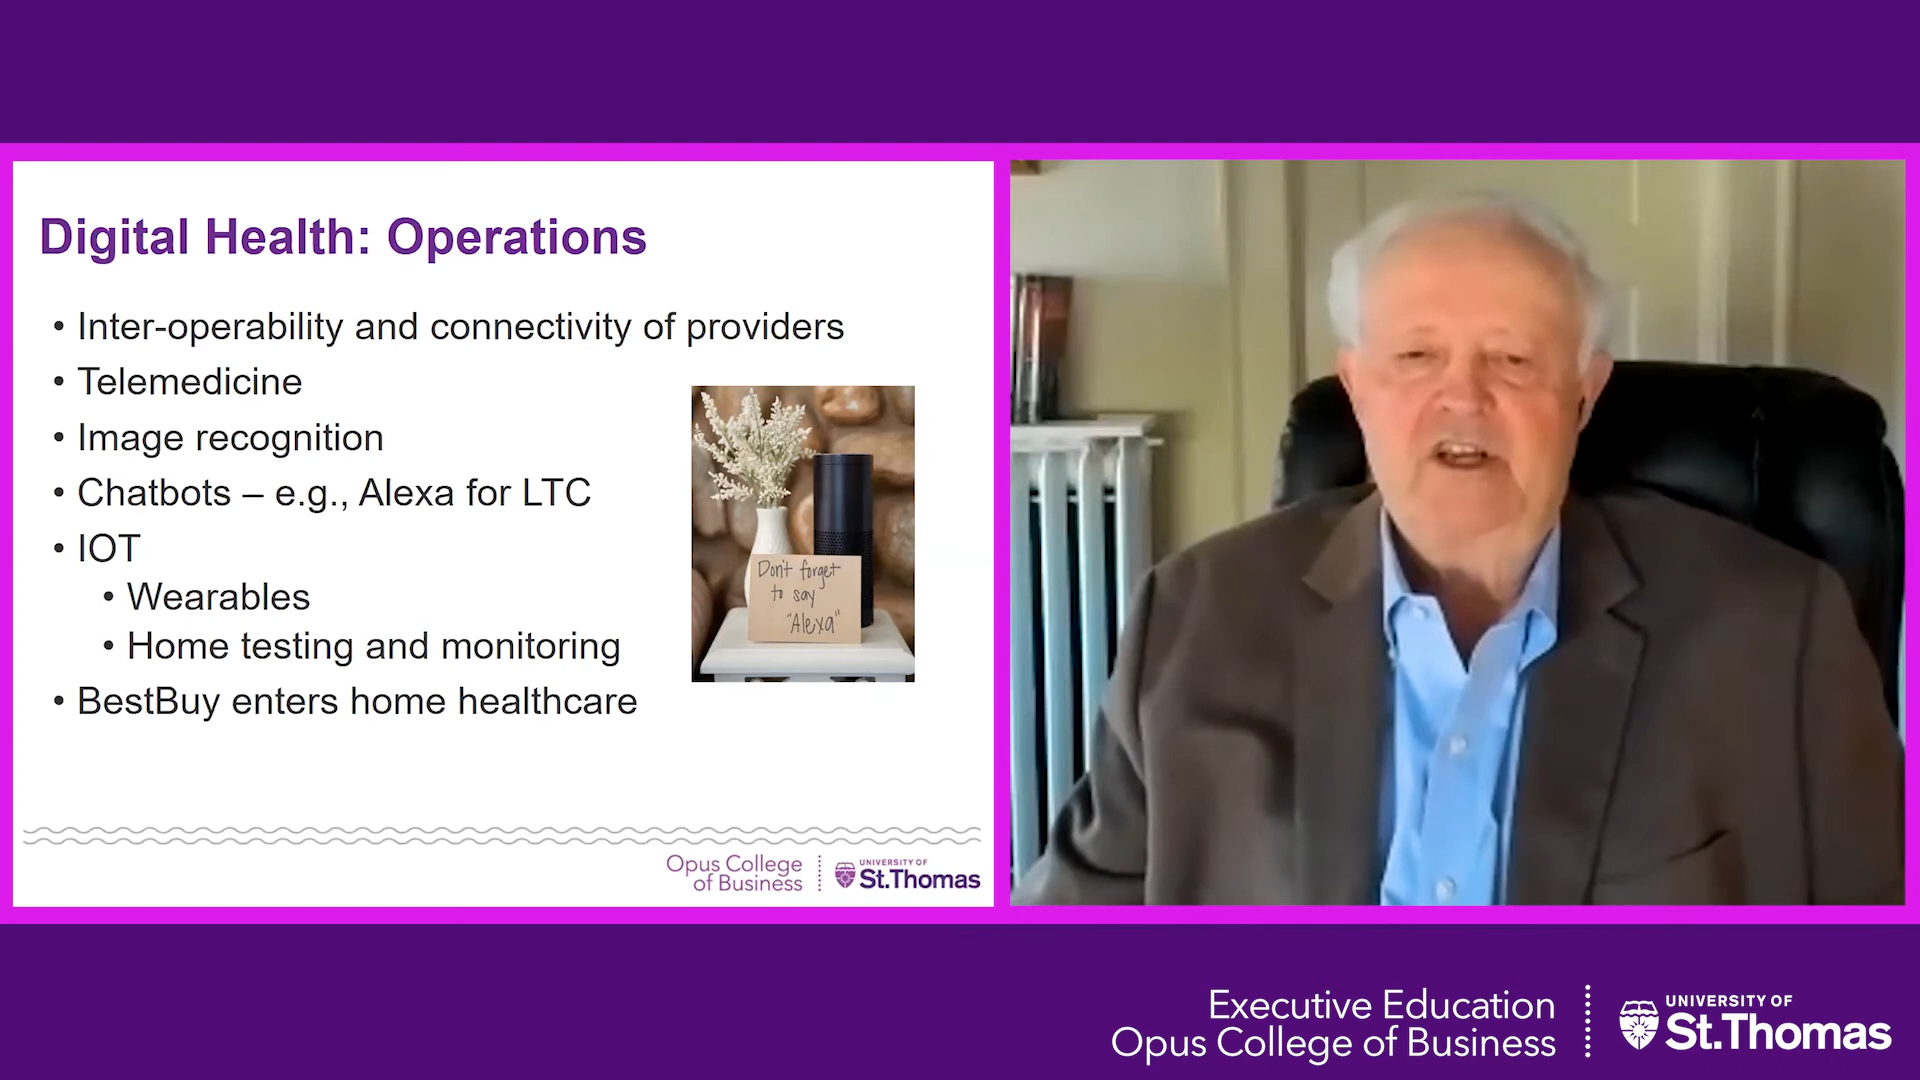 Digital Health: Operations
• Inter-operability and connectivity of providers
• Telemedicine
• Image recognition
• Chatbots – e.g., Alexa for LTC
• IOT
• Wearables
• Home testing and monitoring
• BestBuy enters home healthcare
Don't forget
to say
"Alexa"
Opus College
of Business
UNIVERSITY OF
St.Thomas
Executive Education
Opus College of Business
UNIVERSITY OF
St.Thomas